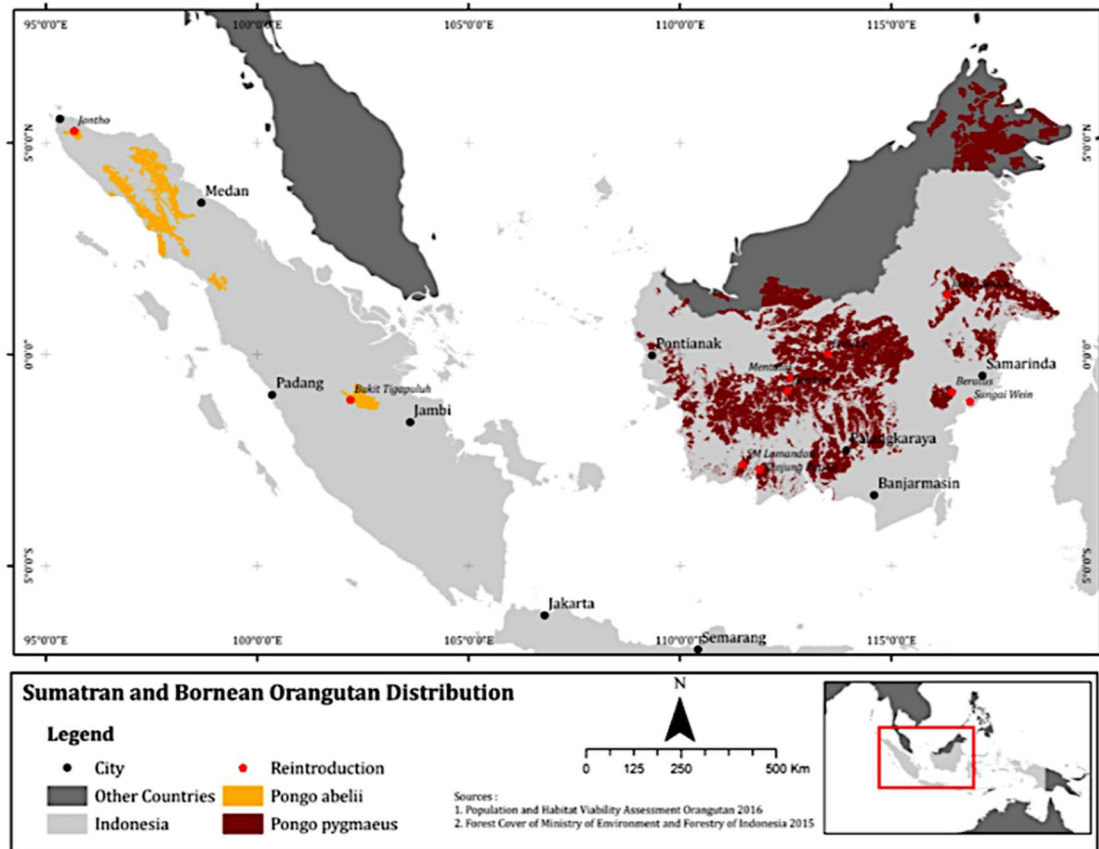 95°0'0"E 100°0'0"E 105°0'0"E 110°0'0"E 115°0'0"E
5°0'0"N 5°0'0"N
Jantho
Medan
0°0'0" 0°0'0"
Pontianak
Samarinda
Padang
Bukit Tigapuluh
Jambi
Beratus
Sungai Wein
Palangkaraya
SM Lamandau
Banjarmasin
5°0'0"S 5°0'0"S
Jakarta
Semarang
95°0'0"E 100°0'0"E 105°0'0"E 110°0'0"E 115°0'0"E
Sumatran and Bornean Orangutan Distribution
Legend
City
Reintroduction
Other Countries
Pongo abelii
Indonesia
Pongo pygmaeus
N
0 125 250 500 Km
Sources :
1. Population and Habitat Viability Assessment Orangutan 2016
2. Forest Cover of Ministry of Environment and Forestry of Indonesia 2015